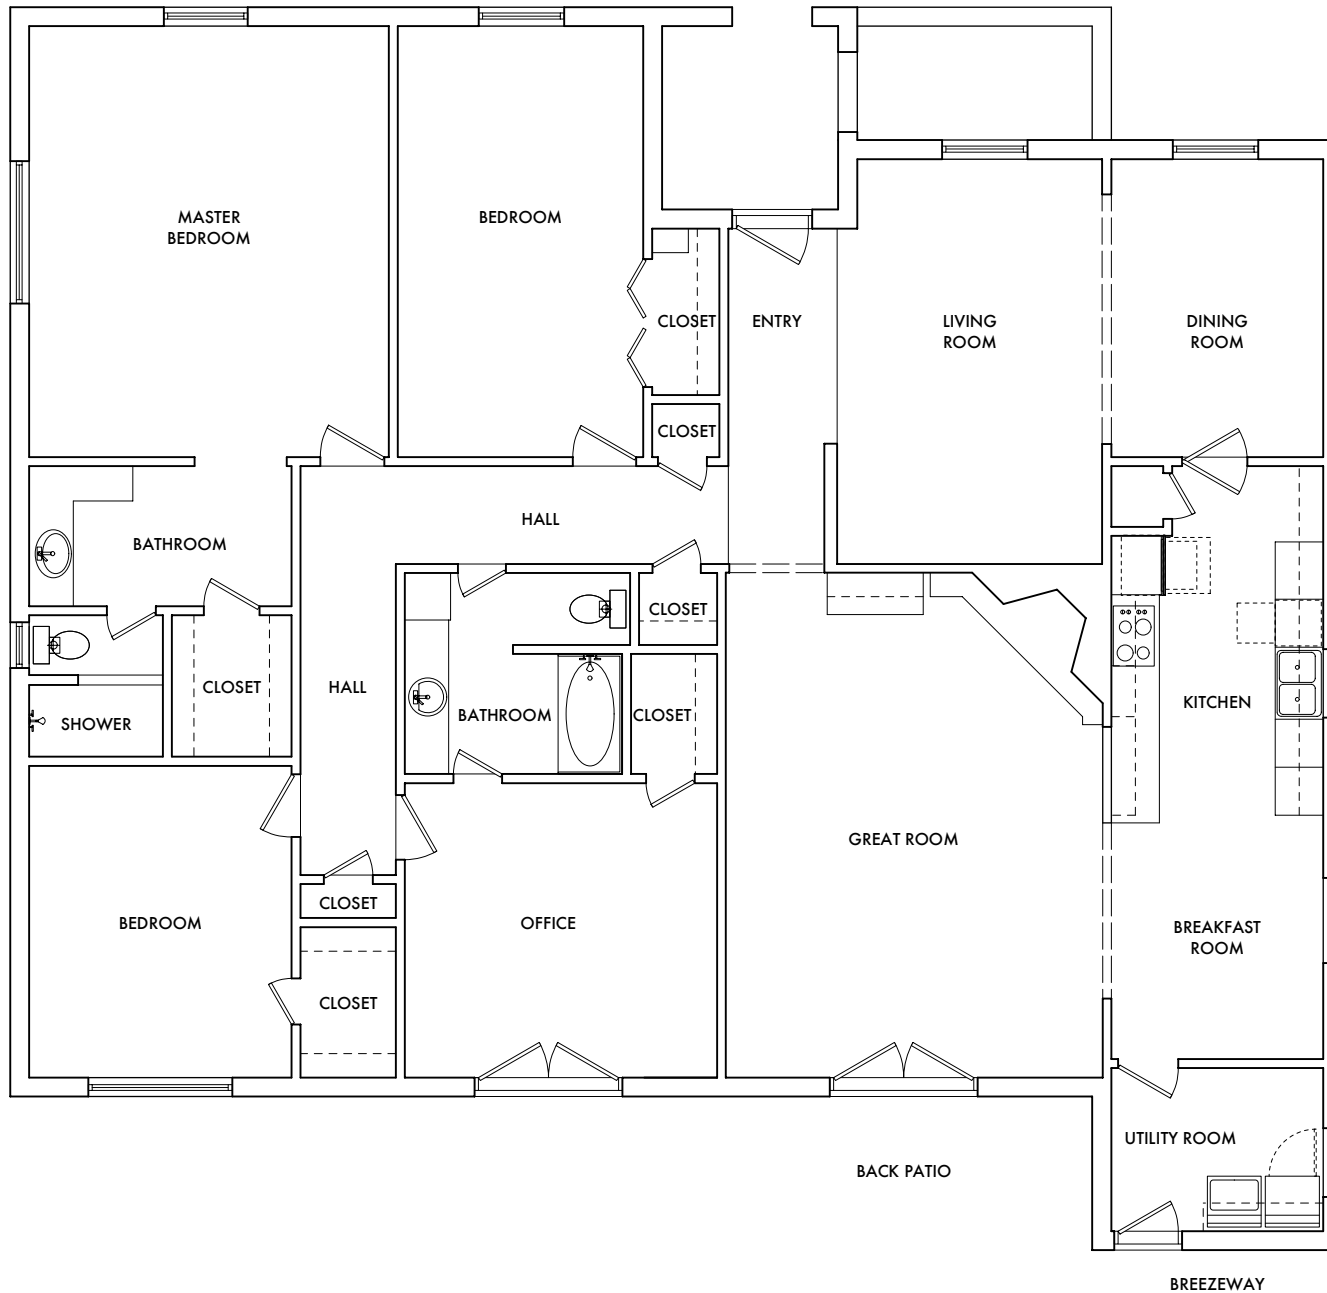 MASTER
BEDROOM
BEDROOM
CLOSET
ENTRY
LIVING
ROOM
DINING
ROOM
CLOSET
HALL
BATHROOM
CLOSET
HALL
CLOSET
SHOWER
BATHROOM
CLOSET
KITCHEN
GREAT ROOM
CLOSET
BEDROOM
OFFICE
BREAKFAST
ROOM
CLOSET
UTILITY ROOM
BACK PATIO
BREEZEWAY